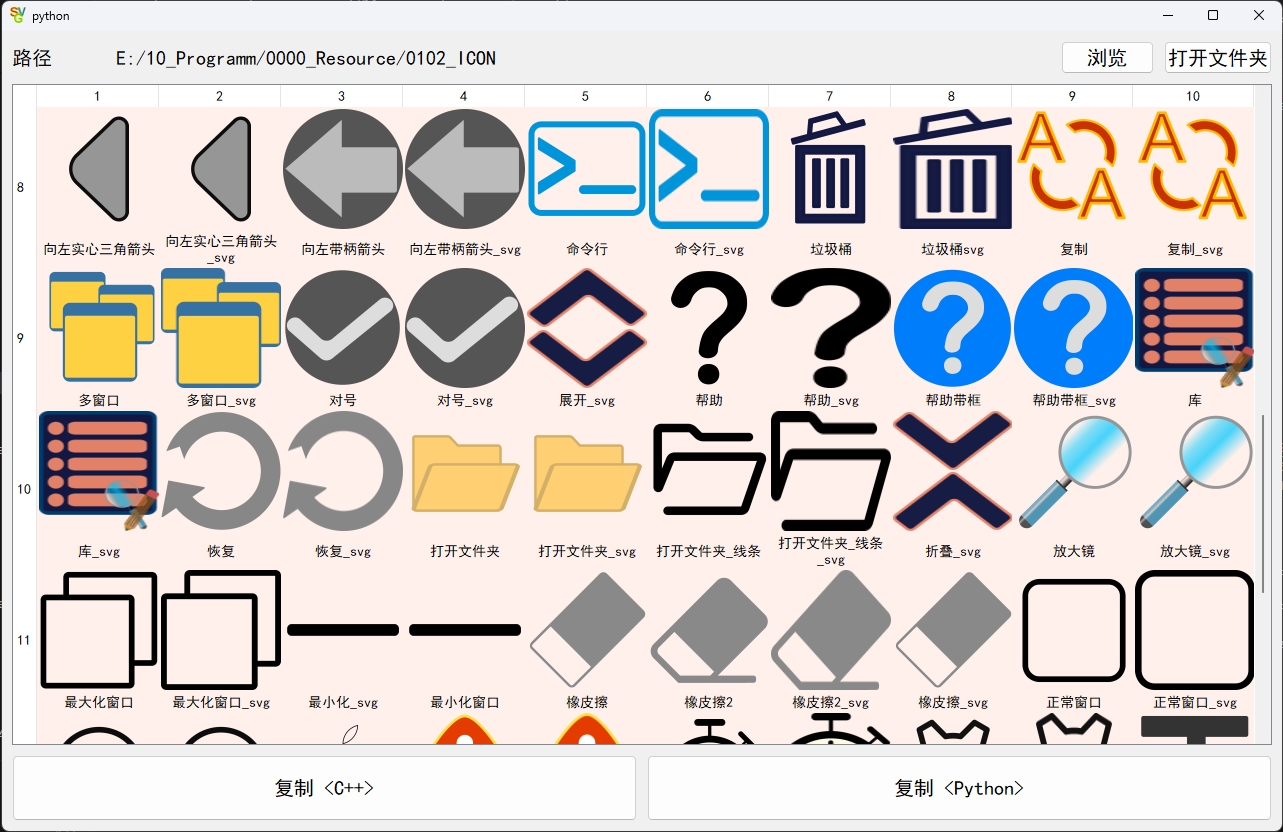 SVG python
路径 E:/10_Programm/0000_Resource/0102_ICON 浏览 打开文件夹
1 2 3 4 5 6 7 8 9 10
8
向左实心三角箭头 向左实心三角箭头_svg 向左带柄箭头 向左带柄箭头_svg 命令行 命令行_svg 垃圾桶 垃圾桶svg 复制 复制_svg
9
多窗口 多窗口_svg 对号 对号_svg 展开_svg 帮助 帮助_svg 帮助带框 帮助带框_svg 库
10
库_svg 恢复 恢复_svg 打开文件夹 打开文件夹_svg 打开文件夹_线条 打开文件夹_线条_svg 折叠_svg 放大镜 放大镜_svg
11
最大化窗口 最大化窗口_svg 最小化_svg 最小化窗口 橡皮擦 橡皮擦2 橡皮擦2_svg 橡皮擦_svg 正常窗口 正常窗口_svg
复制 <C++> 复制 <Python>